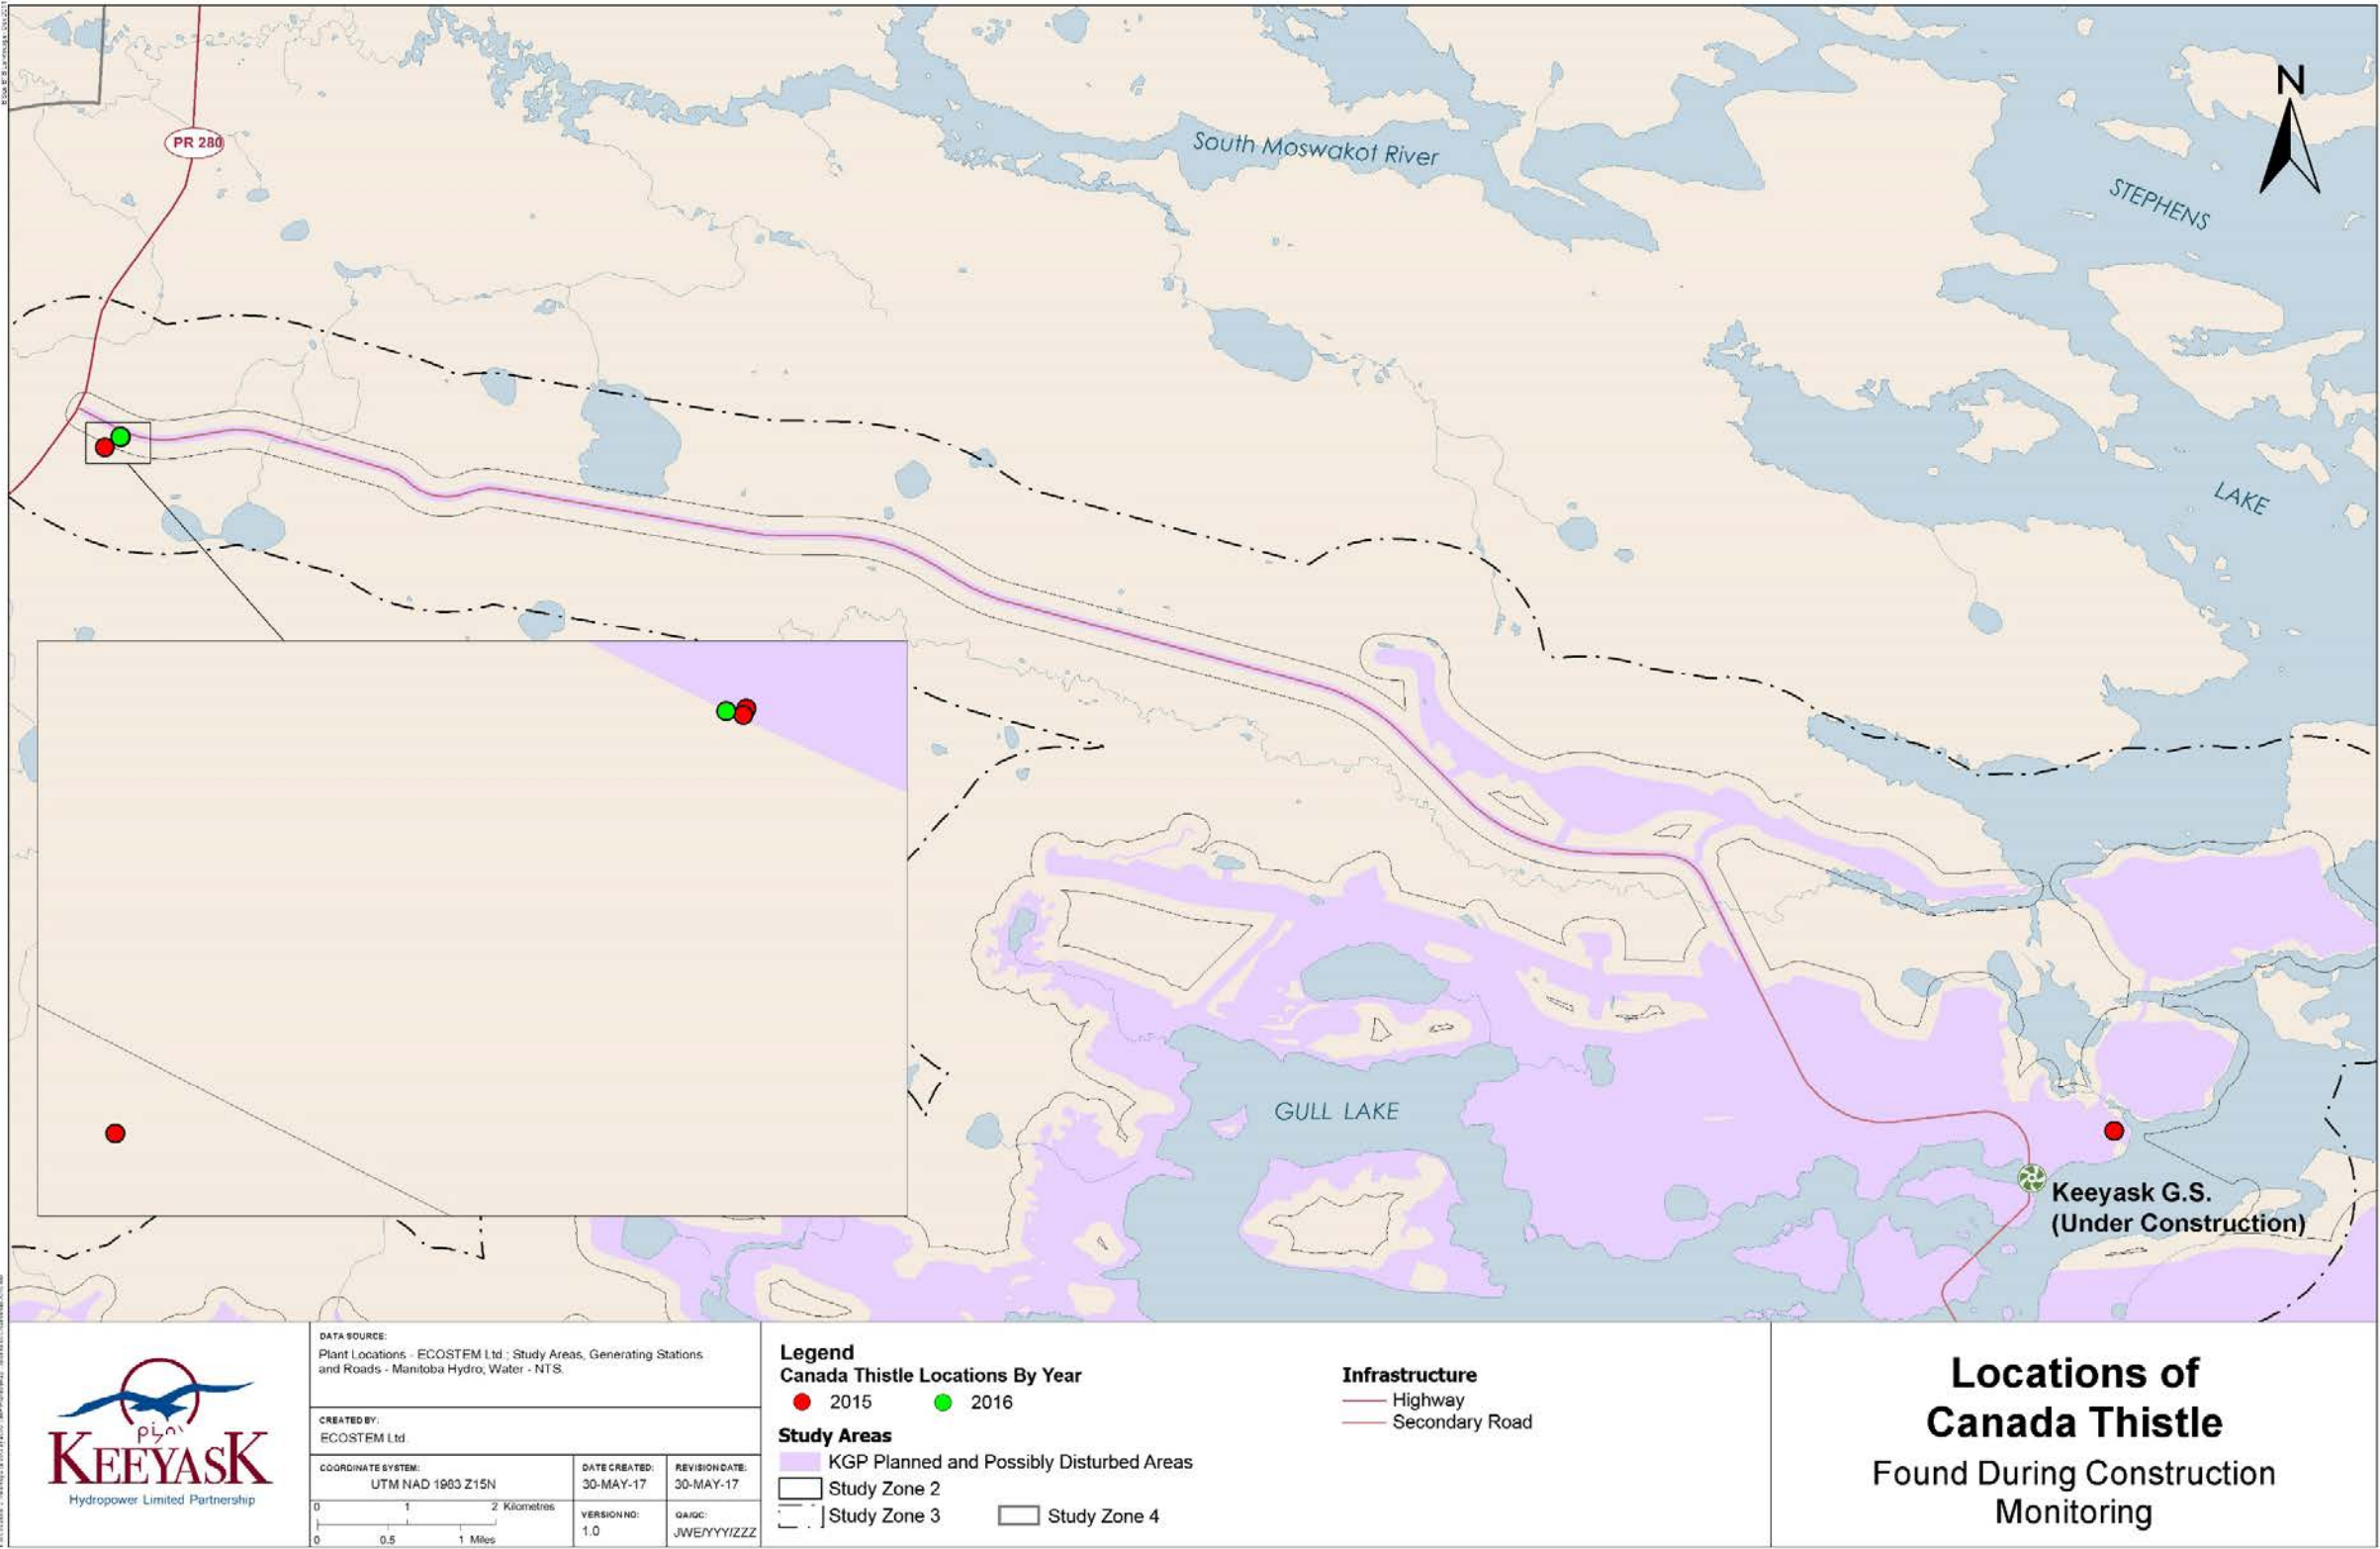 N
PR 280
South Moswakot River
STEPHENS
LAKE
GULL LAKE
Keeyask G.S.
(Under Construction)
ᑭᔭᐢᐠ
KEEYASK
Hydropower Limited Partnership
DATA SOURCE:
Plant Locations - ECOSTEM Ltd.; Study Areas, Generating Stations
and Roads - Manitoba Hydro; Water - NTS.
CREATED BY:
ECOSTEM Ltd.
COORDINATE SYSTEM:
UTM NAD 1983 Z15N
DATE CREATED:
30-MAY-17
REVISION DATE:
30-MAY-17
0 1 2 Kilometres
0 0.5 1 Miles
VERSION NO:
1.0
QA/QC:
JWE/YYY/ZZZ
Legend
Canada Thistle Locations By Year
2015 2016
Study Areas
KGP Planned and Possibly Disturbed Areas
Study Zone 2
Study Zone 3
Study Zone 4
Infrastructure
Highway
Secondary Road
Locations of
Canada Thistle
Found During Construction
Monitoring